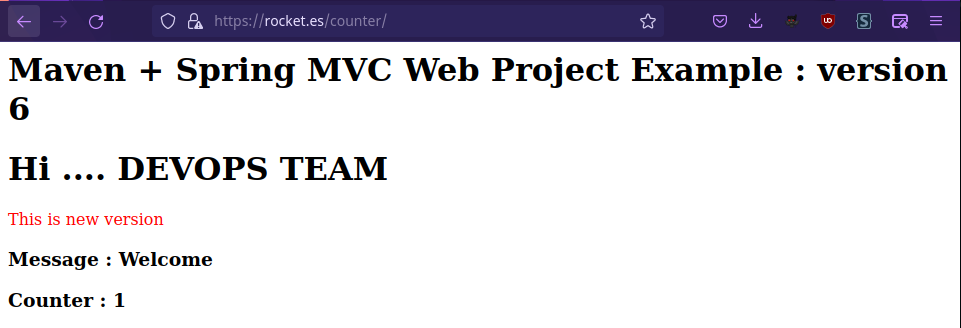 https://rocket.es/counter/
Maven + Spring MVC Web Project Example : version
6
Hi .... DEVOPS TEAM
This is new version
Message : Welcome
Counter : 1